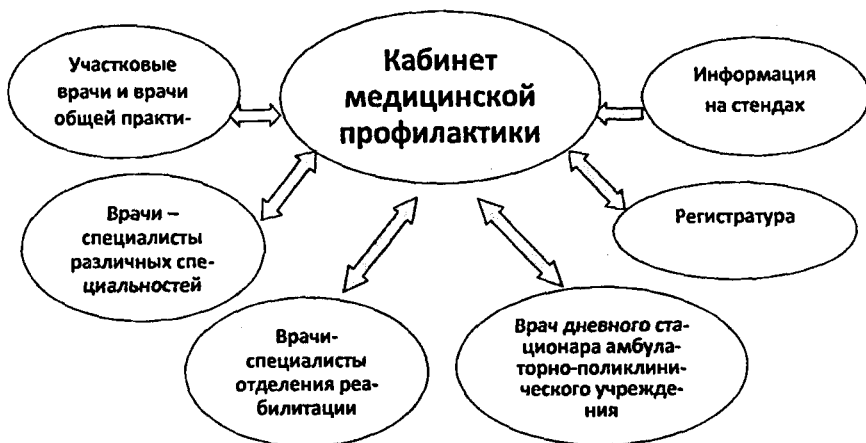 Кабинет
медицинской
профилактики
Участковые
врачи и врачи
общей практи-
Информация
на стендах
Врачи –
специалисты
различных спе-
циальностей
Регистратура
Врачи-
специалисты
отделения реа-
билитации
Врач дневного ста-
ционара амбула-
торно-поликлини-
ческого учрежде-
ния